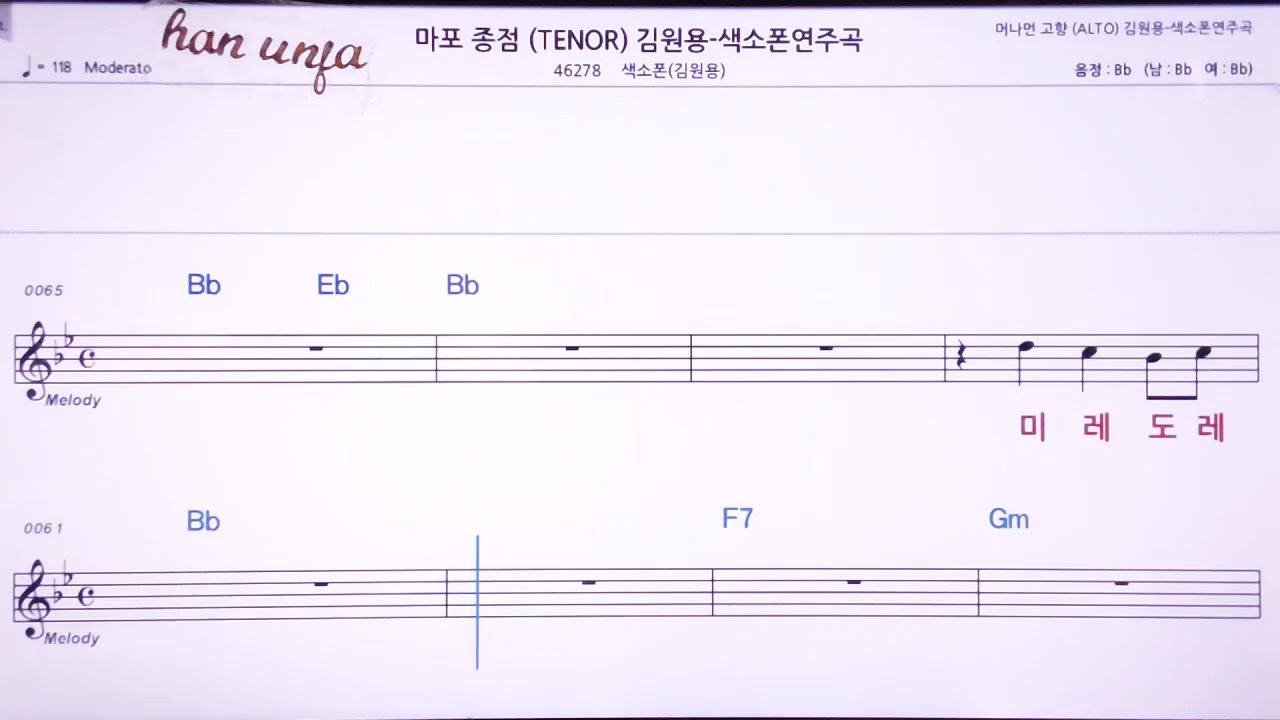 han unfa
마포 종점 (TENOR) 김원용-색소폰연주곡
머나먼 고향 (ALTO) 김원용-색소폰연주곡
♩= 118 Moderato
46278 색소폰(김원용)
음정 : Bb (남 : Bb 여 : Bb)
0065 Bb Eb Bb
Melody
미 레 도 레
0061 Bb F7 Gm
Melody